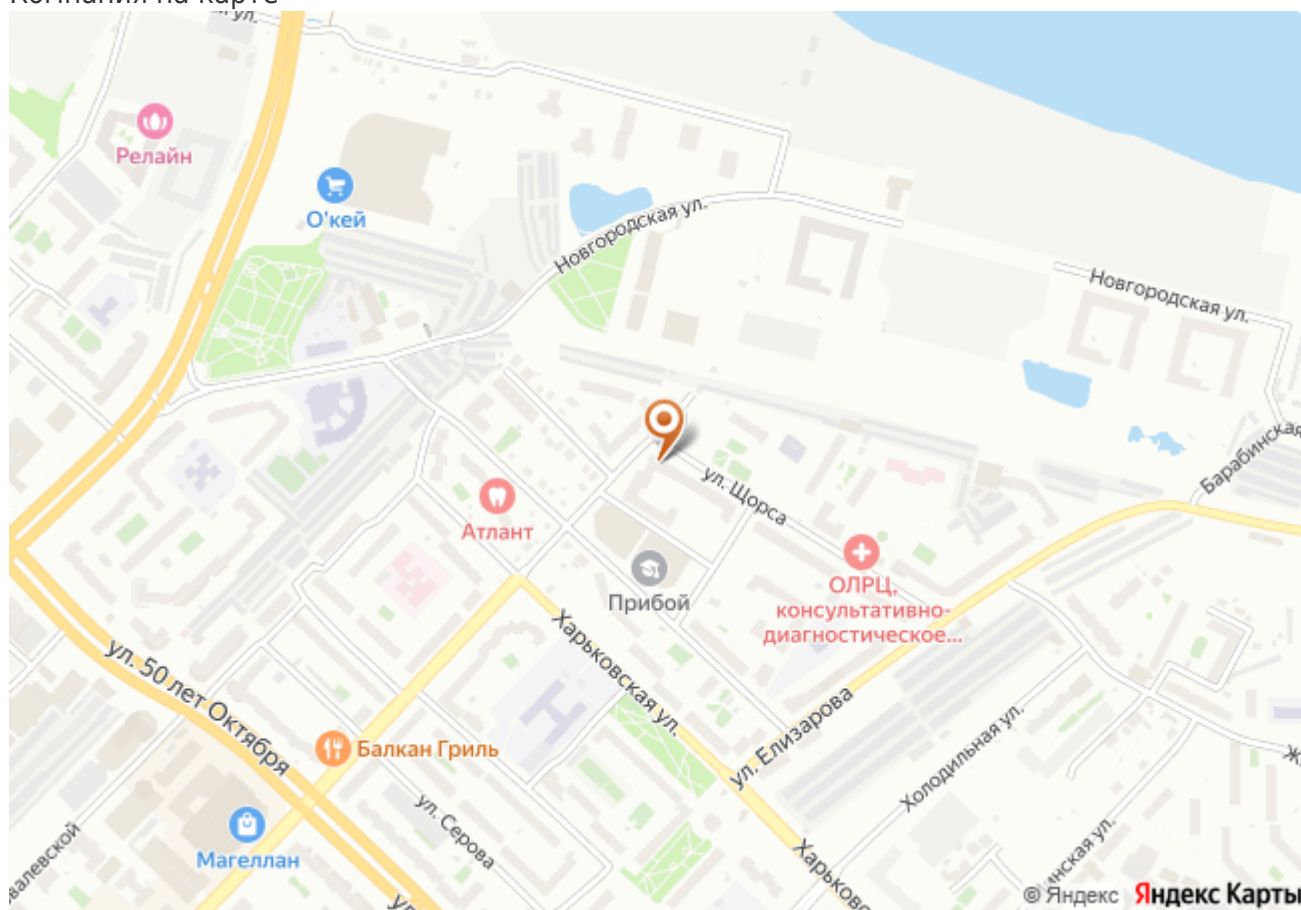 Компания на карте
ул.
Релайн
О'кей
Новгородская ул.
Новгородская ул.
Барабинская
ул. Щорса
Атлант
ОЛРЦ,
консультативно-
диагностическое...
Прибой
Харьковская ул.
ул. 50 лет Октября
ул. Елизарова
Балкан Гриль
Холодильная ул.
ул. Серова
Магеллан
© Яндекс Яндекс Карты